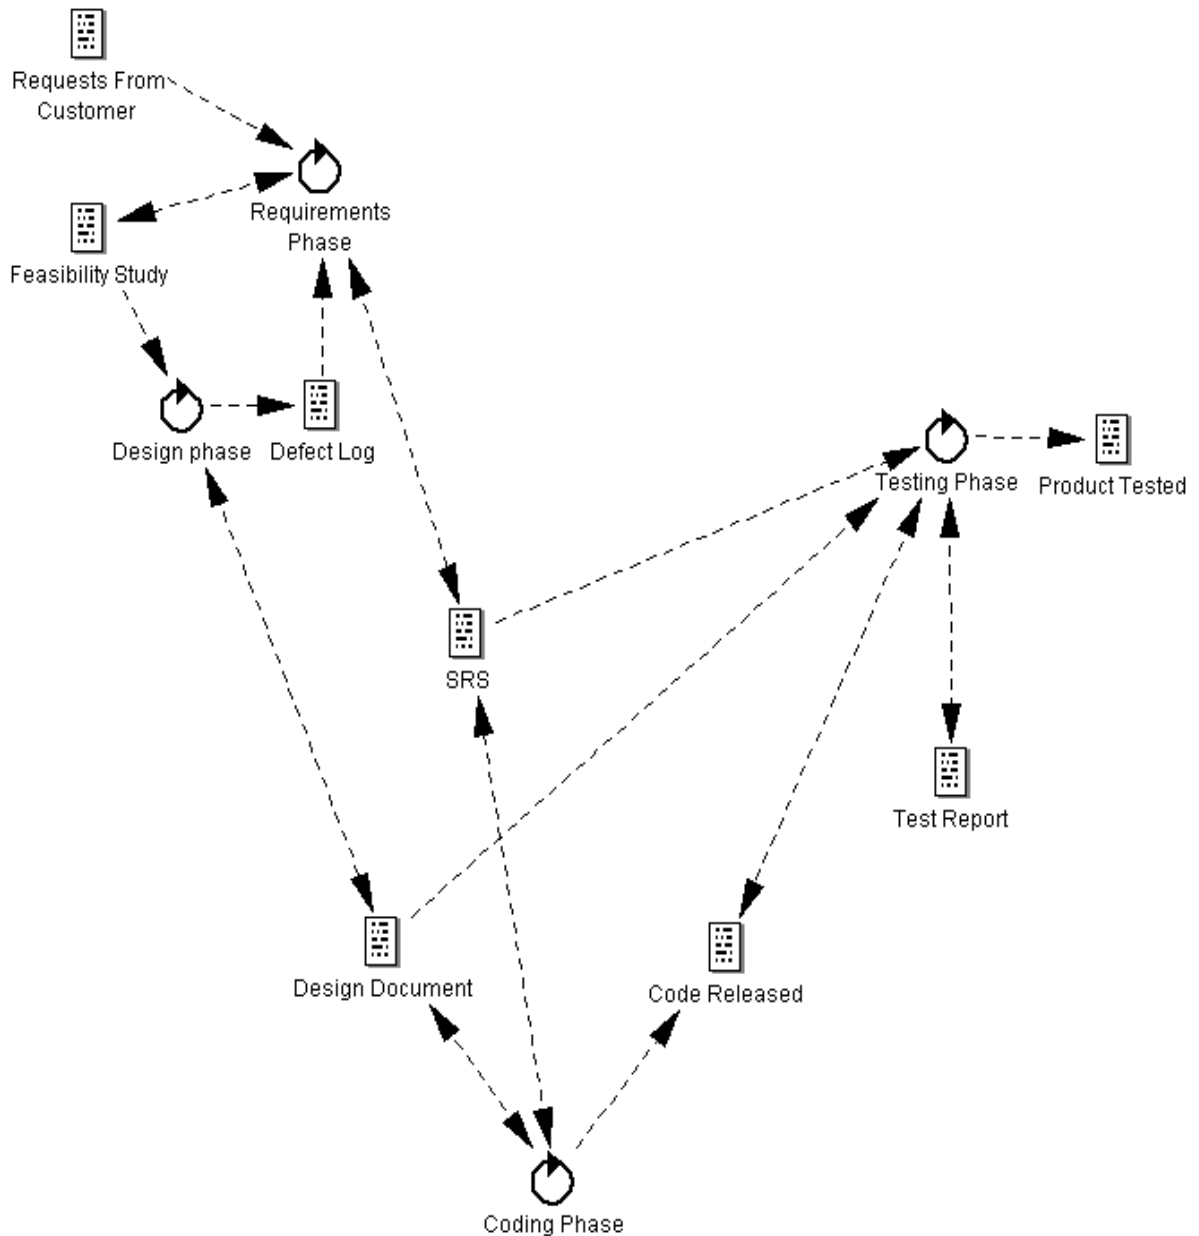 Requests From
Customer
Requirements
Phase
Feasibility Study
Design phase
Defect Log
Testing Phase
Product Tested
SRS
Test Report
Design Document
Code Released
Coding Phase